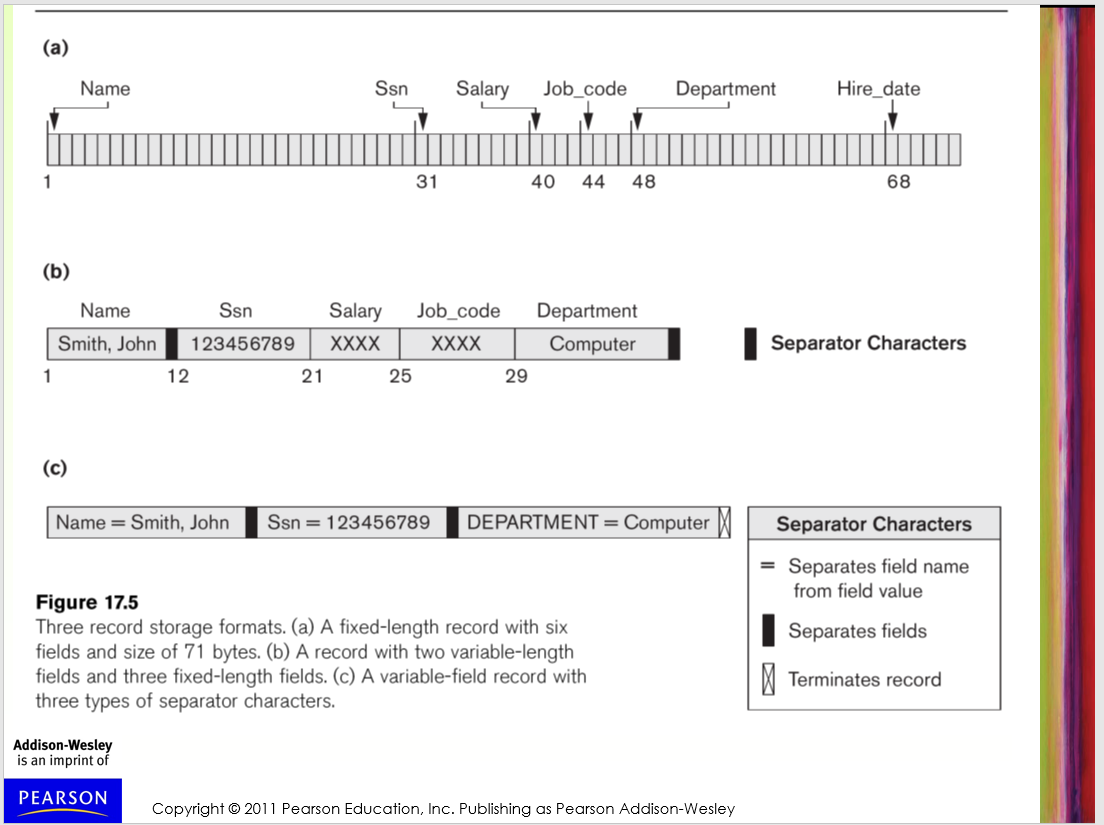 (a)
Name Ssn Salary Job_code Department Hire_date
1 31 40 44 48 68
(b)
Name Ssn Salary Job_code Department
Smith, John 123456789 XXXX XXXX Computer
Separator Characters
1 12 21 25 29
(c)
Name = Smith, John Ssn = 123456789 DEPARTMENT = Computer
Separator Characters
= Separates field name
from field value
Separates fields
Terminates record
Figure 17.5
Three record storage formats. (a) A fixed-length record with six
fields and size of 71 bytes. (b) A record with two variable-length
fields and three fixed-length fields. (c) A variable-field record with
three types of separator characters.
Addison-Wesley
is an imprint of
PEARSON
Copyright © 2011 Pearson Education, Inc. Publishing as Pearson Addison-Wesley